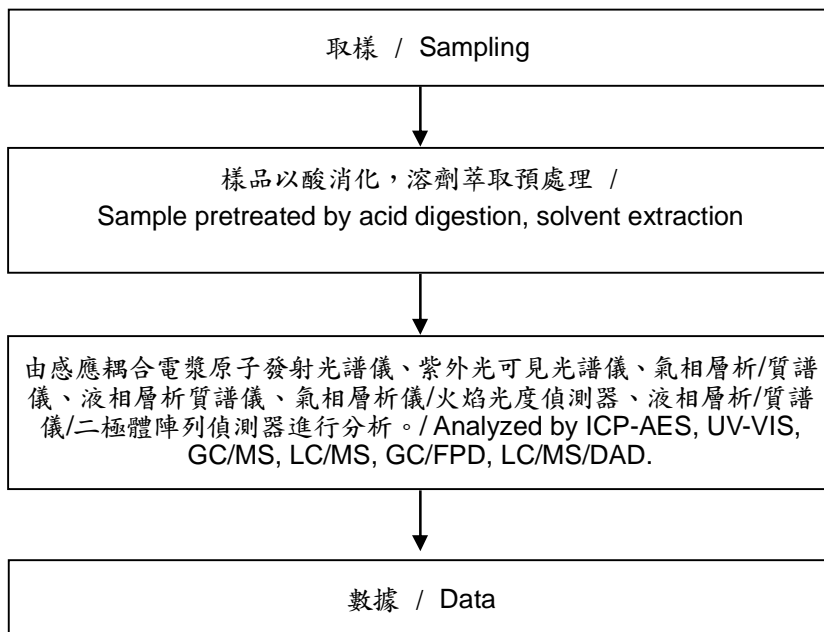 取樣 / Sampling
樣品以酸消化，溶劑萃取預處理 /
Sample pretreated by acid digestion, solvent extraction
由感應耦合電漿原子發射光譜儀、紫外光可見光譜儀、氣相層析/質譜
儀、液相層析質譜儀、氣相層析儀/火焰光度偵測器、液相層析/質譜
儀/二極體陣列偵測器進行分析。/ Analyzed by ICP-AES, UV-VIS,
GC/MS, LC/MS, GC/FPD, LC/MS/DAD.
數據 / Data